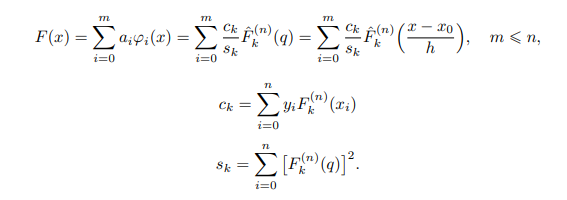 F(x) = \sum_{i=0}^{m} a_i \varphi_i(x) = \sum_{i=0}^{m} \frac{c_k}{s_k} \hat{F}_k^{(n)}(q) = \sum_{i=0}^{m} \frac{c_k}{s_k} \hat{F}_k^{(n)} \left( \frac{x - x_0}{h} \right), \quad m \leqslant n,
c_k = \sum_{i=0}^{n} y_i F_k^{(n)}(x_i)
s_k = \sum_{i=0}^{n} \left[ F_k^{(n)}(q) \right]^2.